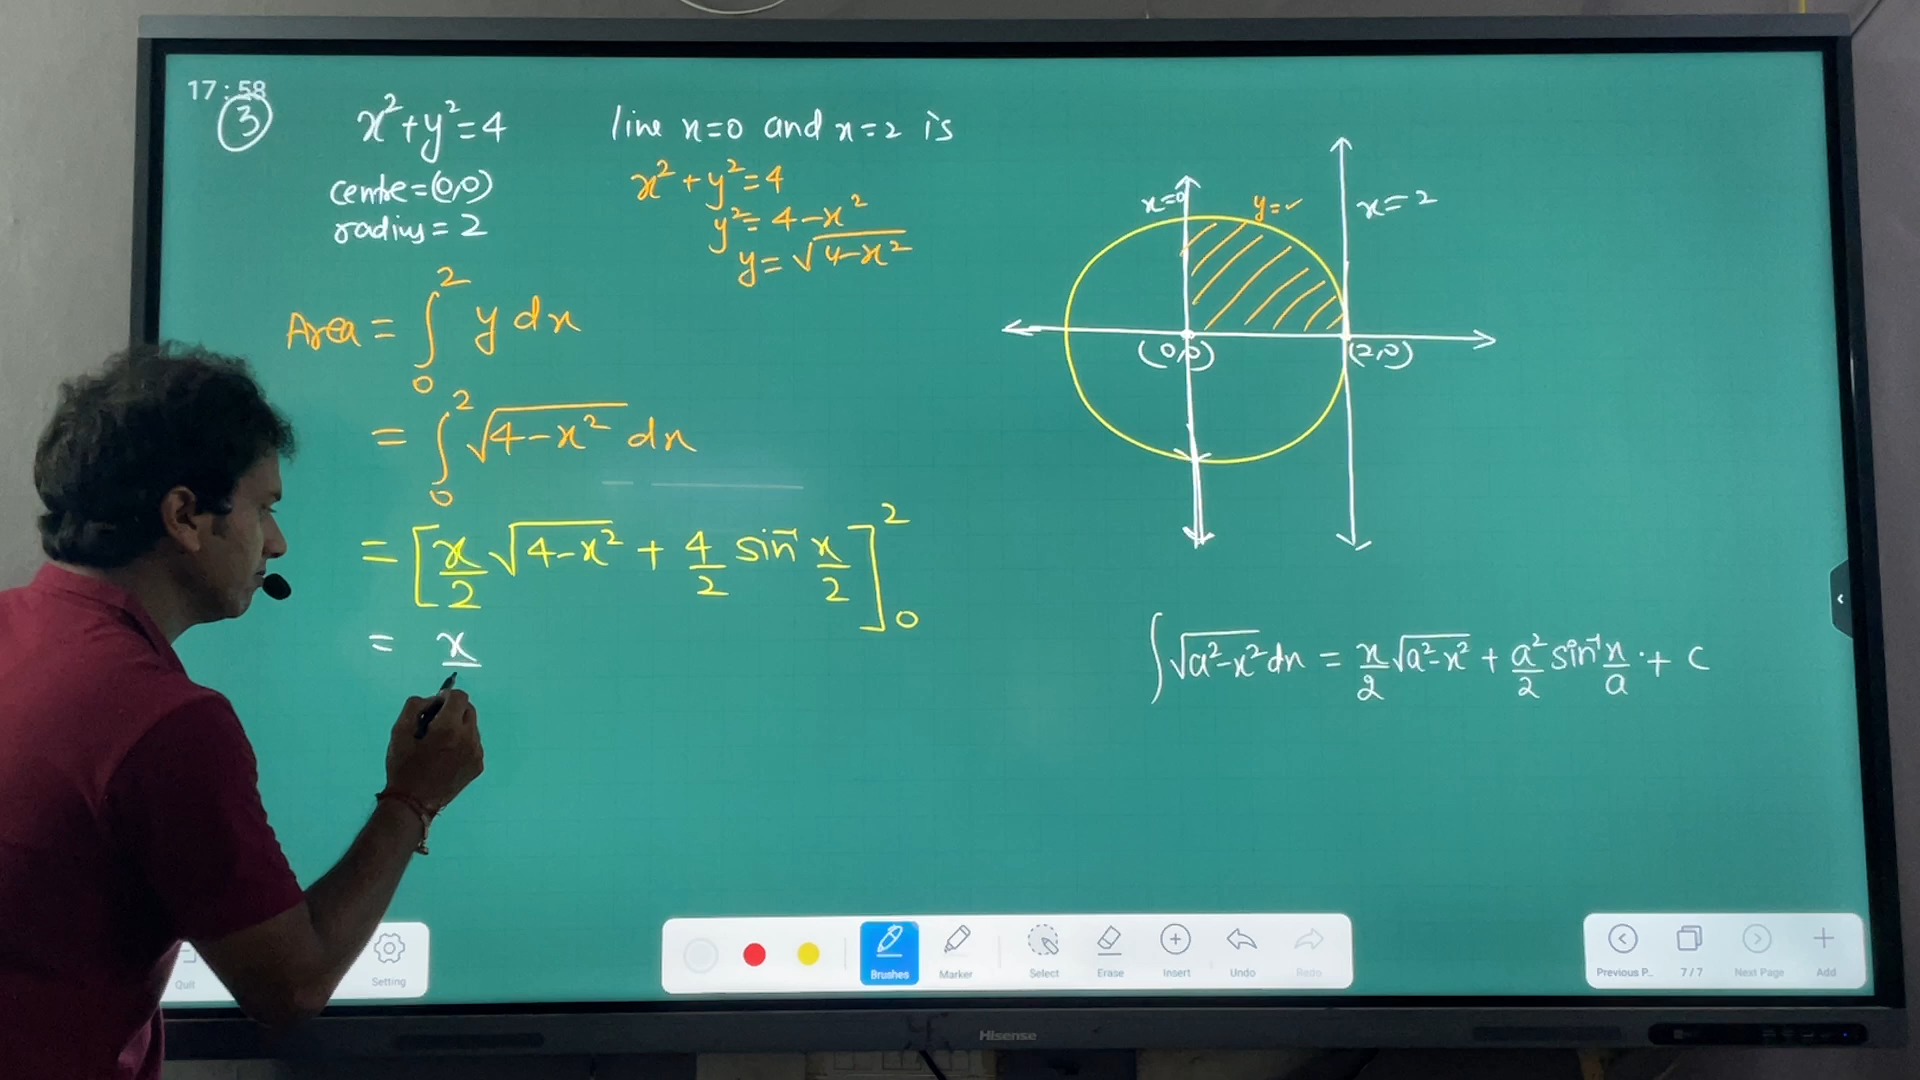 17:58
③ x²+y²=4 line x=0 and x=2 is
centre=(0,0)
radius=2
x²+y²=4
y²=4-x²
y=√4-x²
Area = ∫₀² y dx
= ∫₀² √4-x² dx
= [x/2 √4-x² + 4/2 sin⁻¹ x/2]₀²
= x
x=0
y=✓
x=2
(0,0)
(2,0)
∫√a²-x² dx = x/2 √a²-x² + a²/2 sin⁻¹ x/a + c
Quit
Setting
Brushes
Marker
Select
Erase
Insert
Undo
Redo
Previous P...
7/7
Next Page
Add
Hisense